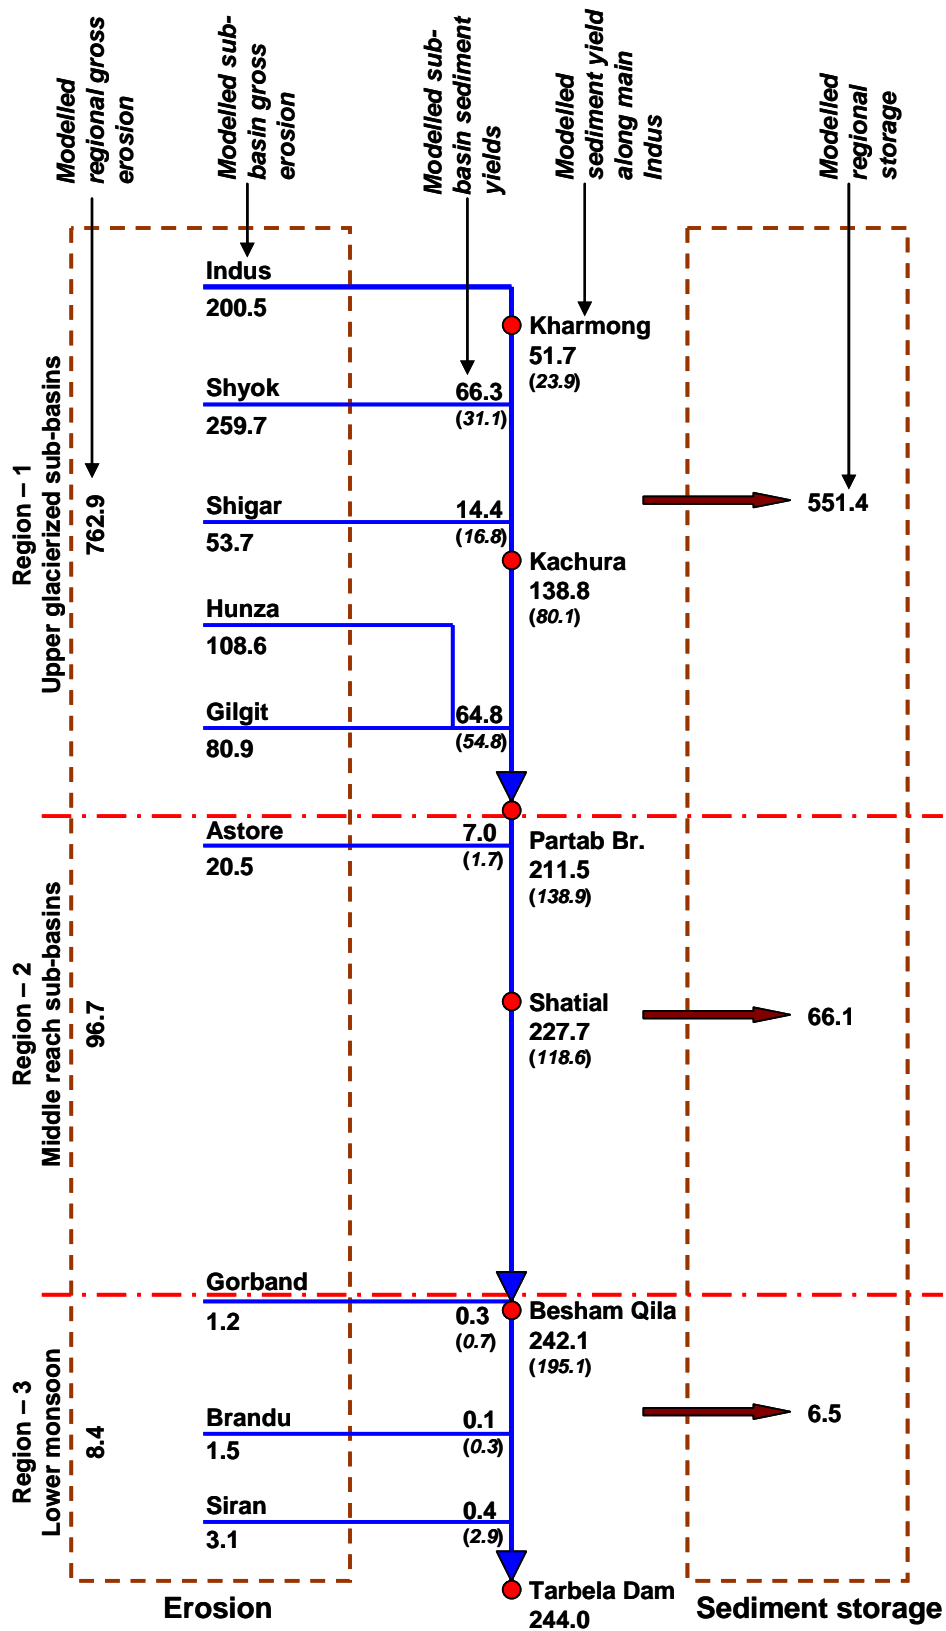 Modelled
regional gross
erosion
Modelled sub-
basin gross
erosion
Modelled sub-
basin sediment
yields
Modelled
sediment yield
along main
Indus
Modelled
regional
storage
Region – 1
Upper glacierized sub-basins
762.9
Indus
200.5
Kharmong
51.7
(23.9)
Shyok
259.7
66.3
(31.1)
Shigar
53.7
14.4
(16.8)
551.4
Kachura
138.8
(80.1)
Hunza
108.6
Gilgit
80.9
64.8
(54.8)
Region – 2
Middle reach sub-basins
96.7
Astore
20.5
7.0
(1.7)
Partab Br.
211.5
(138.9)
Shatial
227.7
(118.6)
66.1
Region – 3
Lower monsoon
8.4
Gorband
1.2
0.3
(0.7)
Besham Qila
242.1
(195.1)
Brandu
1.5
0.1
(0.3)
6.5
Siran
3.1
0.4
(2.9)
Tarbela Dam
244.0
Erosion
Sediment storage